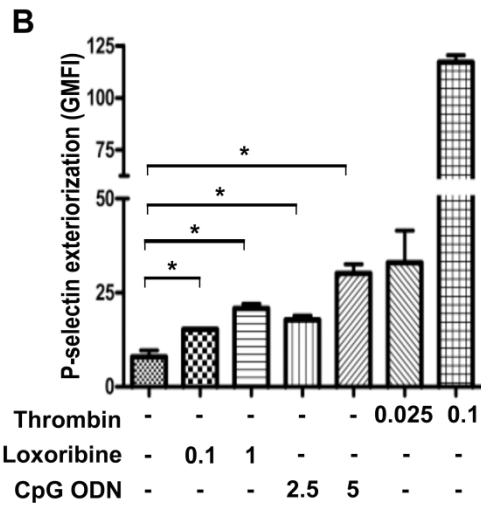 B
P-selectin exteriorization (GMFI)
125
100
75
50
25
0
*
*
*
*
Thrombin - - - - - 0.025 0.1
Loxoribine - 0.1 1 - - - -
CpG ODN - - - 2.5 5 - -